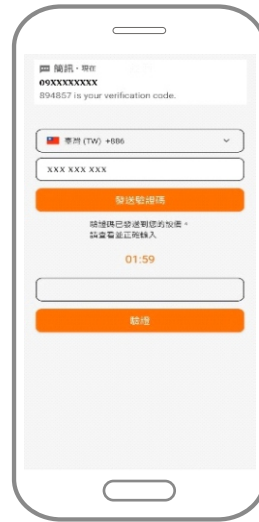 簡訊・現在
09XXXXXXXX
894857 is your verification code.
臺灣 (TW) +886
XXX XXX XXX
發送驗證碼
驗證碼已發送到您的設備。
請查看並正確輸入
01:59
驗證